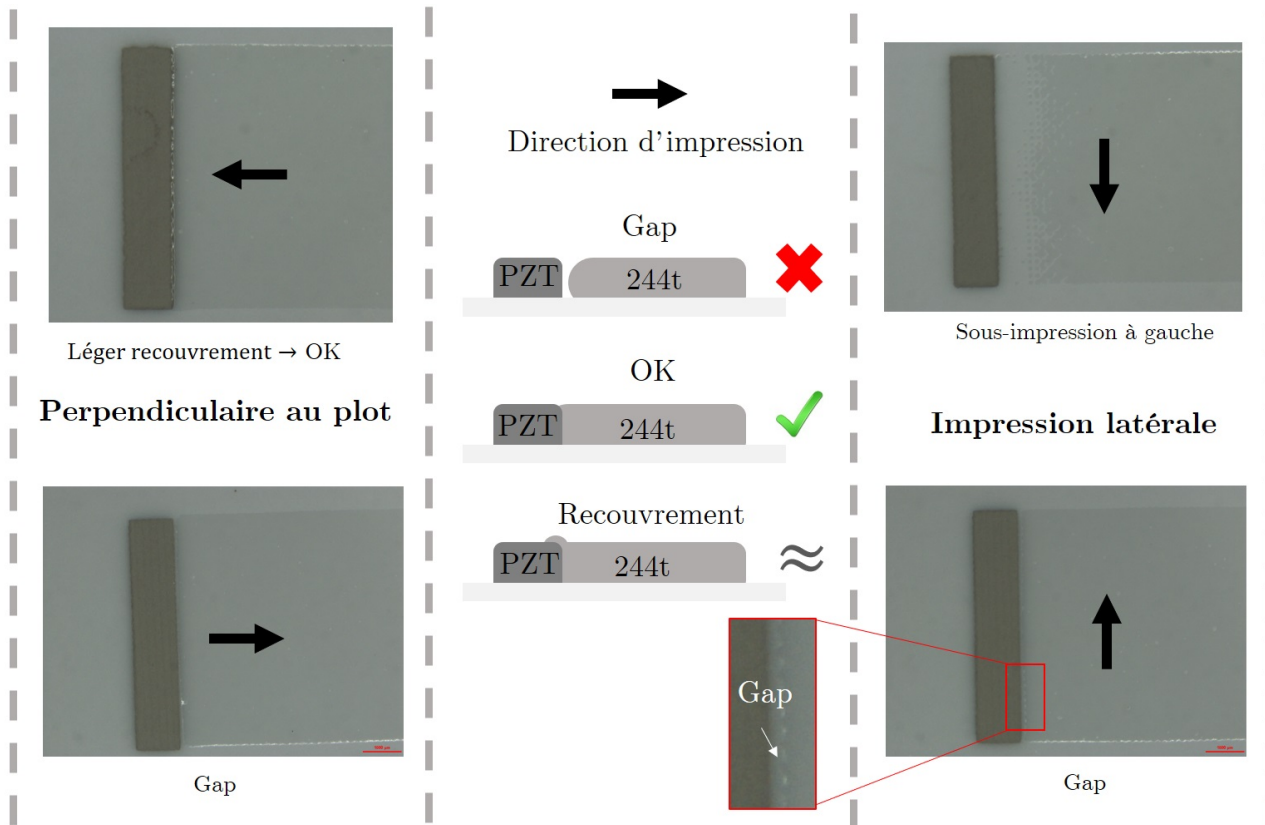 Léger recouvrement → OK
Perpendiculaire au plot
Gap
Direction d'impression
Gap
PZT
244t
OK
PZT
244t
Recouvrement
PZT
244t
Gap
Sous-impression à gauche
Impression latérale
Gap